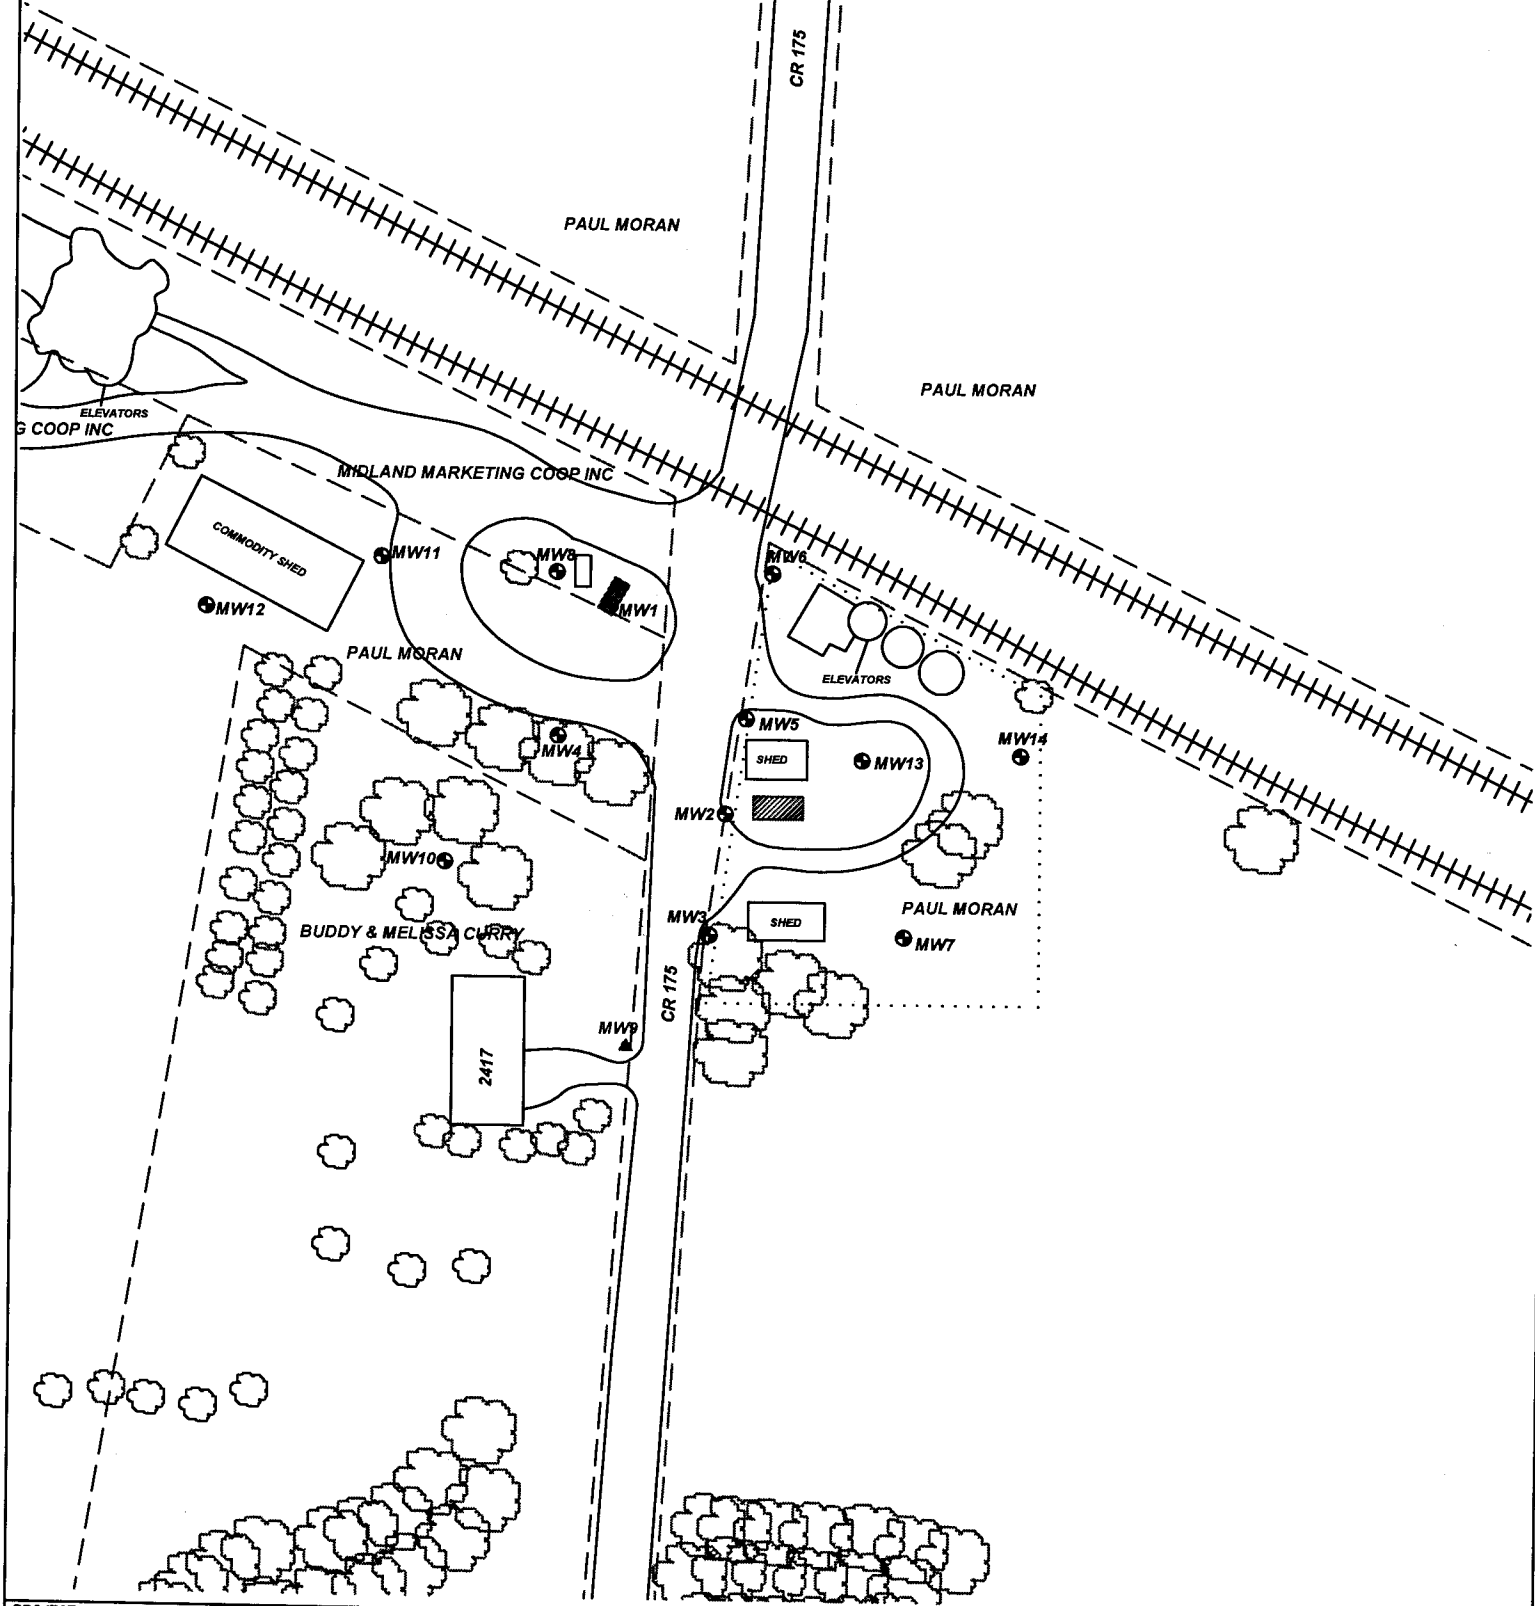 CR 175
PAUL MORAN
PAUL MORAN
ELEVATORS
G COOP INC
MIDLAND MARKETING COOP INC
COMMODITY SHED
MW11
MW8
MW6
MW12
MW1
PAUL MORAN
ELEVATORS
MW5
MW4
MW14
SHED
MW13
MW2
MW10
PAUL MORAN
MW3
SHED
BUDDY & MELISSA CURRY
MW7
CR 175
MW9
2417